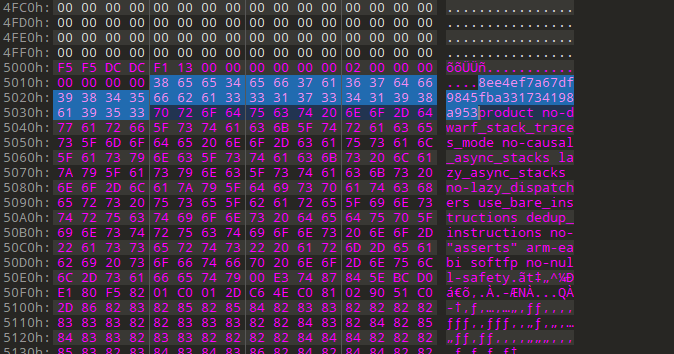 4FC0h: 00 00 00 00 00 00 00 00 00 00 00 00 00 00 00 00 ................
4FD0h: 00 00 00 00 00 00 00 00 00 00 00 00 00 00 00 00 ................
4FE0h: 00 00 00 00 00 00 00 00 00 00 00 00 00 00 00 00 ................
4FF0h: 00 00 00 00 00 00 00 00 00 00 00 00 00 00 00 00 ................
5000h: F5 F5 DC DC F1 13 00 00 00 00 00 00 02 00 00 00 õõÜÜñ...........
5010h: 00 00 00 00 38 65 65 34 65 66 37 61 36 37 64 66 ....8ee4ef7a67df
5020h: 39 38 34 35 66 62 61 33 33 31 37 33 34 31 39 38 9845fba331734198
5030h: 61 39 35 33 70 72 6F 64 75 63 74 20 6E 6F 2D 64 a953product no-d
5040h: 77 61 72 66 5F 73 74 61 63 6B 5F 74 72 61 63 65 warf_stack_trace
5050h: 73 5F 6D 6F 64 65 20 6E 6F 2D 63 61 75 73 61 6C s_mode no-causal
5060h: 5F 61 73 79 6E 63 5F 73 74 61 63 6B 73 20 6C 61 _async_stacks la
5070h: 7A 79 5F 61 73 79 6E 63 5F 73 74 61 63 6B 73 20 zy_async_stacks
5080h: 6E 6F 2D 6C 61 7A 79 5F 64 69 73 70 61 74 63 68 no-lazy_dispatch
5090h: 65 72 73 20 75 73 65 5F 62 61 72 65 5F 69 6E 73 ers use_bare_ins
50A0h: 74 72 75 63 74 69 6F 6E 73 20 64 65 64 75 70 5F tructions dedup_
50B0h: 69 6E 73 74 72 75 63 74 69 6F 6E 73 20 6E 6F 2D instructions no-
50C0h: 22 61 73 73 65 72 74 73 22 20 61 72 6D 2D 65 61 "asserts" arm-ea
50D0h: 62 69 20 73 6F 66 74 66 70 20 6E 6F 2D 6E 75 6C bi softfp no-nul
50E0h: 6C 2D 73 61 66 65 74 79 00 E3 74 87 84 5E BC D0 l-safety.ãt‡„^¼Ð
50F0h: E1 80 F5 82 01 C0 01 2D C6 4E C0 81 02 90 51 C0 á€õ‚.À.-ÆNÀ...QÀ
5100h: 2D 86 82 83 82 85 82 84 82 83 83 82 82 82 82 82
5110h: 83 83 83 82 82 83 83 83 82 84 83 82 84 82 82
5120h: 84 83 83 82 82 83 82 82 82 82 82 84 83 84 82 82